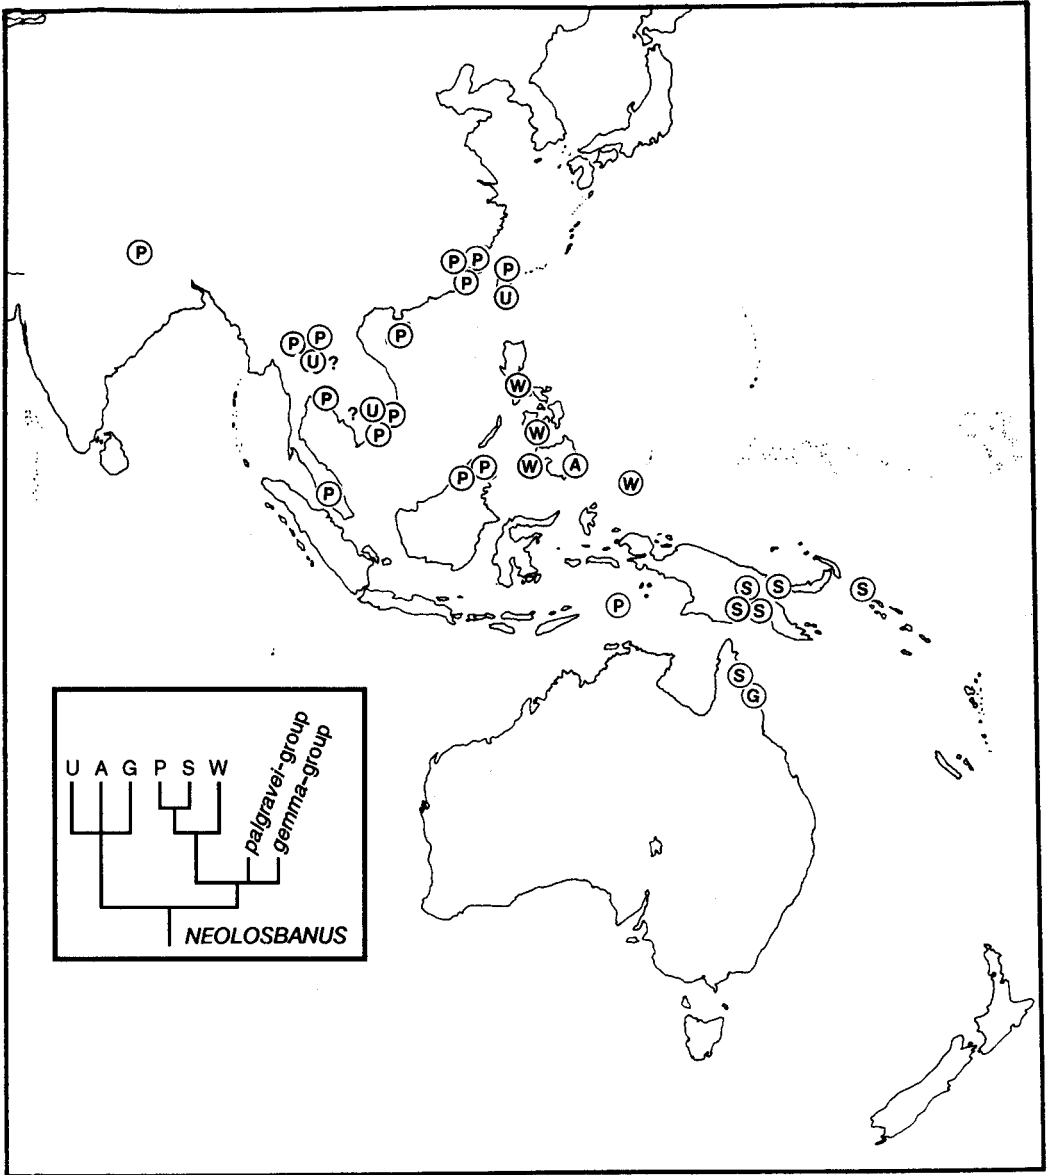 P
P P P
P U
P P U ?
P
P
? U P
P
W
W
P P W A W
P
S S S
P S S
S
G
U A G P S W
palgravei-group
gemma-group
NEOLOSBANUS